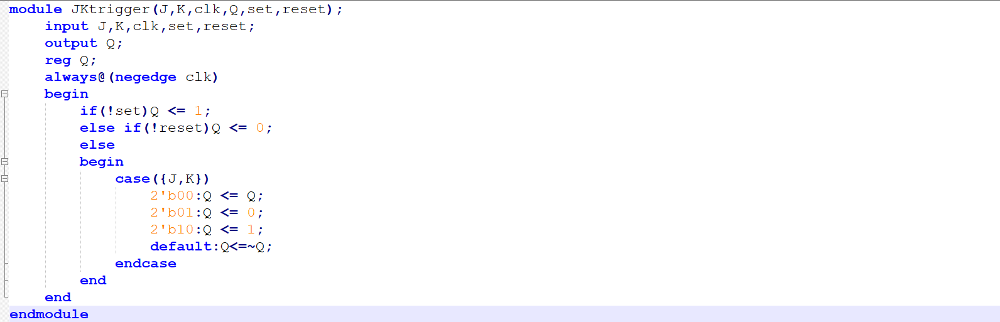 module JKtrigger(J,K,clk,Q,set,reset);
    input J,K,clk,set,reset;
    output Q;
    reg Q;
    always@(negedge clk)
    begin
        if(!set)Q <= 1;
        else if(!reset)Q <= 0;
        else
        begin
            case({J,K})
                2'b00:Q <= Q;
                2'b01:Q <= 0;
                2'b10:Q <= 1;
                default:Q<=~Q;
            endcase
        end
    end
endmodule